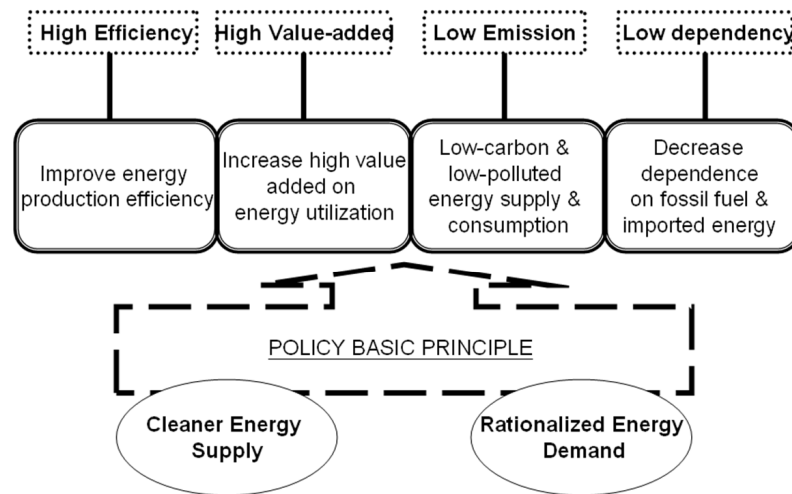 High Efficiency
High Value-added
Low Emission
Low dependency
Improve energy
production efficiency
Increase high value
added on
energy utilization
Low-carbon &
low-polluted
energy supply &
consumption
Decrease
dependence
on fossil fuel &
imported energy
POLICY BASIC PRINCIPLE
Cleaner Energy
Supply
Rationalized Energy
Demand